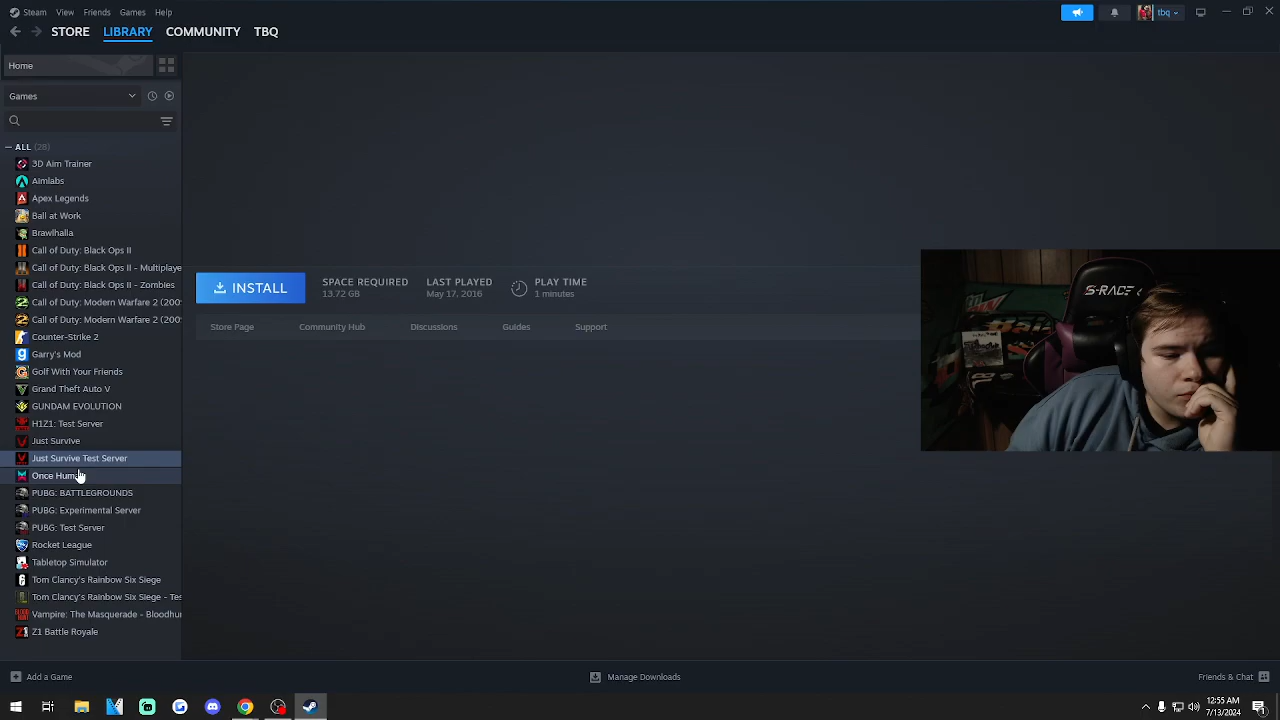 Steam View Friends Games Help
tbq
STORE LIBRARY COMMUNITY TBQ
Home
Games
ALL (28)
3D Aim Trainer
Aimlabs
Apex Legends
Ball at Work
Brawlhalla
Call of Duty: Black Ops II
Call of Duty: Black Ops II - Multiplaye
Call of Duty: Black Ops II - Zomb
Call of Duty: Modern Warfare 2 (200
Call of Duty: Modern Warfare 2 (200
Counter-Strike 2
Garry's Mod
Golf With Your Friends
Grand Theft Auto V
GUNDAM EVOLUTION
H1Z1: Test Server
Just Survive
Just Survive Test Server
Once Hum
PUBG: BATTLEGROUNDS
PUBG: Experimental Server
PUBG: Test Server
Rocket League
Tabletop Simulator
Tom Clancy's Rainbow Six Siege
Tom Clancy's Rainbow Six Siege - Tes
Vampire: The Masquerade - Bloodhun
Z1 Battle Royale
INSTALL
SPACE REQUIRED
13.72 GB
LAST PLAYED
May 17, 2016
PLAY TIME
1 minutes
Store Page Community Hub Discussions Guides Support
S-RACE
Add a Game
Manage Downloads
Friends & Chat
12:55 AM
7/13/2024